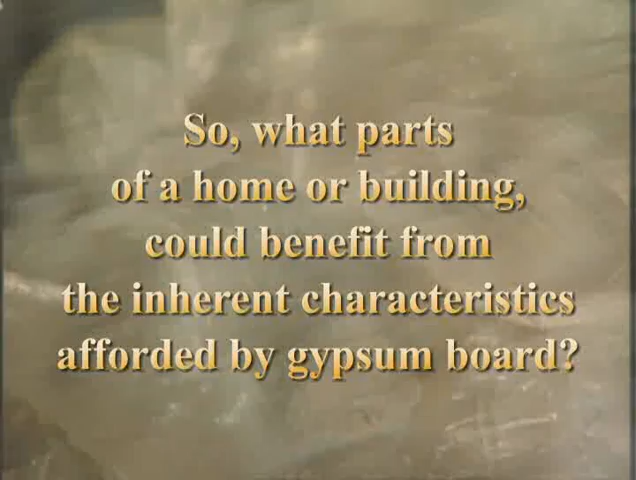 So, what parts
of a home or building,
could benefit from
the inherent characteristics
afforded by gypsum board?